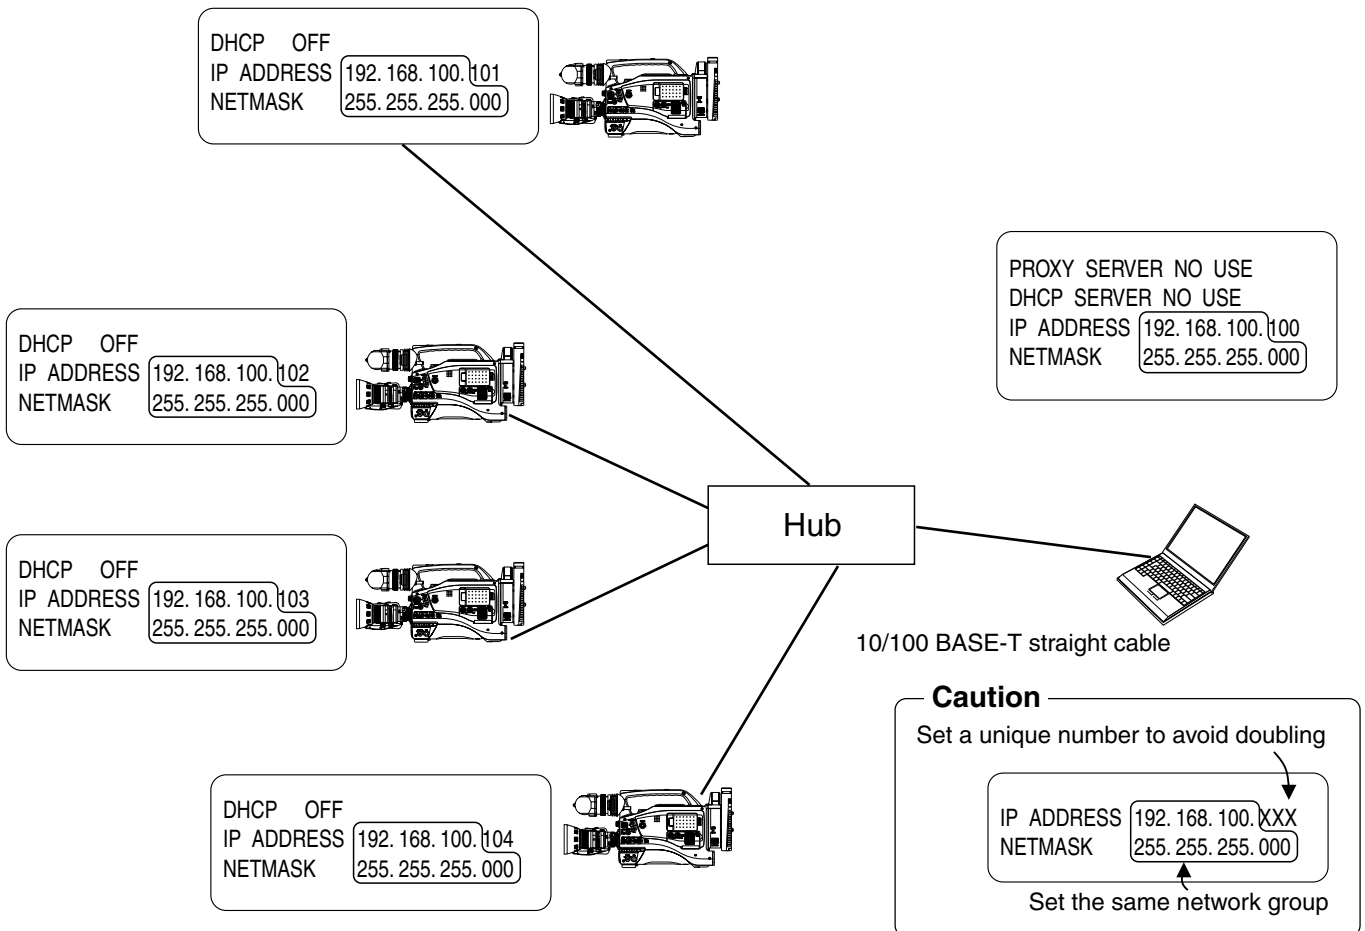 DHCP OFF
IP ADDRESS 192. 168. 100. 101
NETMASK 255. 255. 255. 000
PROXY SERVER NO USE
DHCP SERVER NO USE
IP ADDRESS 192. 168. 100. 100
NETMASK 255. 255. 255. 000
DHCP OFF
IP ADDRESS 192. 168. 100. 102
NETMASK 255. 255. 255. 000
Hub
DHCP OFF
IP ADDRESS 192. 168. 100. 103
NETMASK 255. 255. 255. 000
10/100 BASE-T straight cable
DHCP OFF
IP ADDRESS 192. 168. 100. 104
NETMASK 255. 255. 255. 000
Caution
Set a unique number to avoid doubling
IP ADDRESS 192. 168. 100. XXX
NETMASK 255. 255. 255. 000
Set the same network group